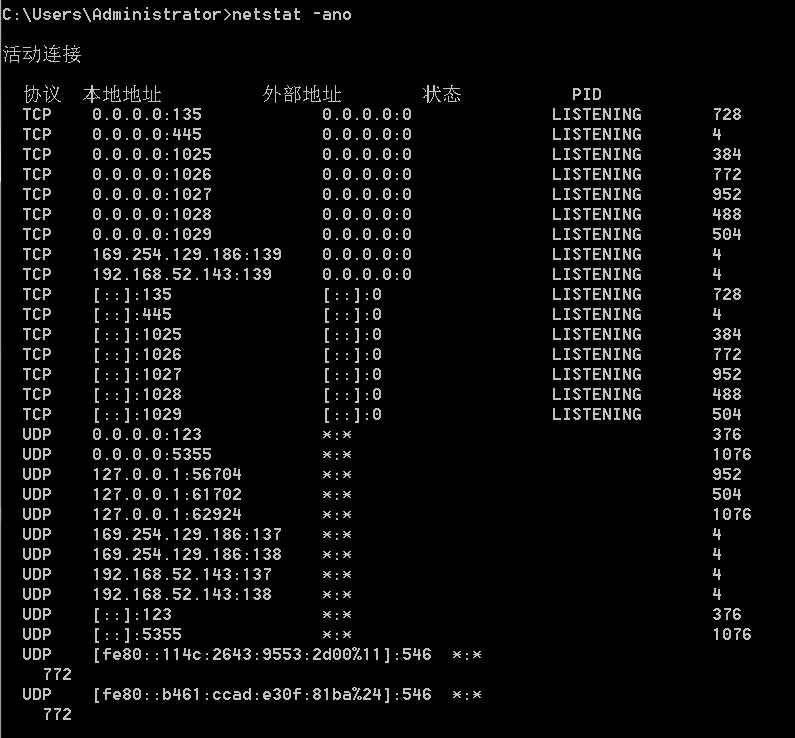 C:\Users\Administrator>netstat -ano
活动连接
协议 本地地址 外部地址 状态 PID
TCP 0.0.0.0:135 0.0.0.0:0 LISTENING 728
TCP 0.0.0.0:445 0.0.0.0:0 LISTENING 4
TCP 0.0.0.0:1025 0.0.0.0:0 LISTENING 384
TCP 0.0.0.0:1026 0.0.0.0:0 LISTENING 772
TCP 0.0.0.0:1027 0.0.0.0:0 LISTENING 952
TCP 0.0.0.0:1028 0.0.0.0:0 LISTENING 488
TCP 0.0.0.0:1029 0.0.0.0:0 LISTENING 504
TCP 169.254.129.186:139 0.0.0.0:0 LISTENING 4
TCP 192.168.52.143:139 0.0.0.0:0 LISTENING 4
TCP [::]:135 [::]:0 LISTENING 728
TCP [::]:445 [::]:0 LISTENING 4
TCP [::]:1025 [::]:0 LISTENING 384
TCP [::]:1026 [::]:0 LISTENING 772
TCP [::]:1027 [::]:0 LISTENING 952
TCP [::]:1028 [::]:0 LISTENING 488
TCP [::]:1029 [::]:0 LISTENING 504
UDP 0.0.0.0:123 *:* 376
UDP 0.0.0.0:5355 *:* 1076
UDP 127.0.0.1:56704 *:* 952
UDP 127.0.0.1:61702 *:* 504
UDP 127.0.0.1:62924 *:* 1076
UDP 169.254.129.186:137 *:* 4
UDP 169.254.129.186:138 *:* 4
UDP 192.168.52.143:137 *:* 4
UDP 192.168.52.143:138 *:* 4
UDP [::]:123 *:* 376
UDP [::]:5355 *:* 1076
UDP [fe80::114c:2643:9553:2d00%11]:546 *:*
772
UDP [fe80::b461:ccad:e30f:81ba%24]:546 *:*
772